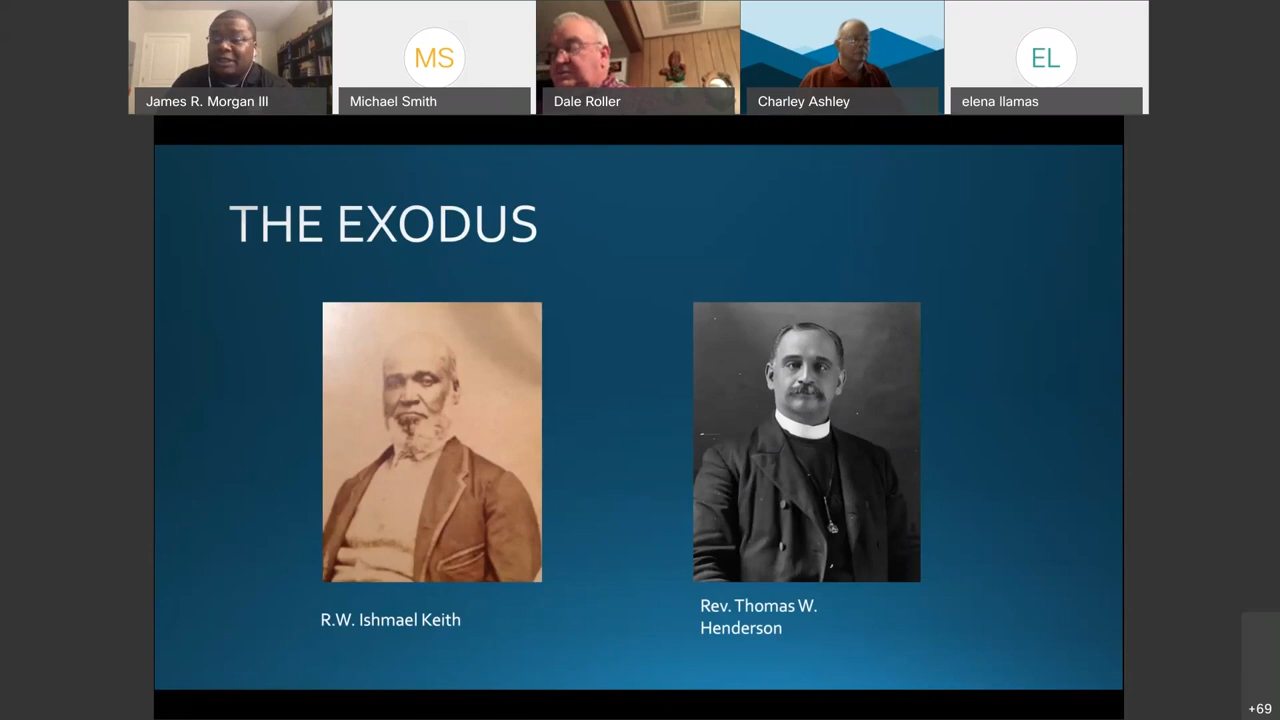 MS
EL
James R. Morgan III
Michael Smith
Dale Roller
Charley Ashley
elena llamas
THE EXODUS
R.W. Ishmael Keith
Rev. Thomas W.
Henderson
+69